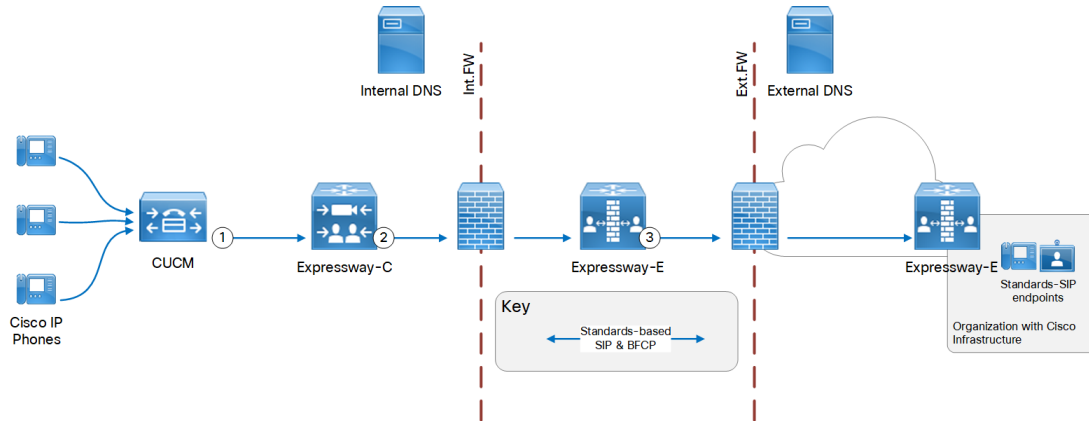 Internal DNS
Int.FW
Ext.FW
External DNS
1
2
3
CUCM
Expressway-C
Expressway-E
Expressway-E
Cisco IP
Phones
Standards-SIP
endpoints
Organization with Cisco
Infrastructure
Key
Standards-based
SIP & BFCP